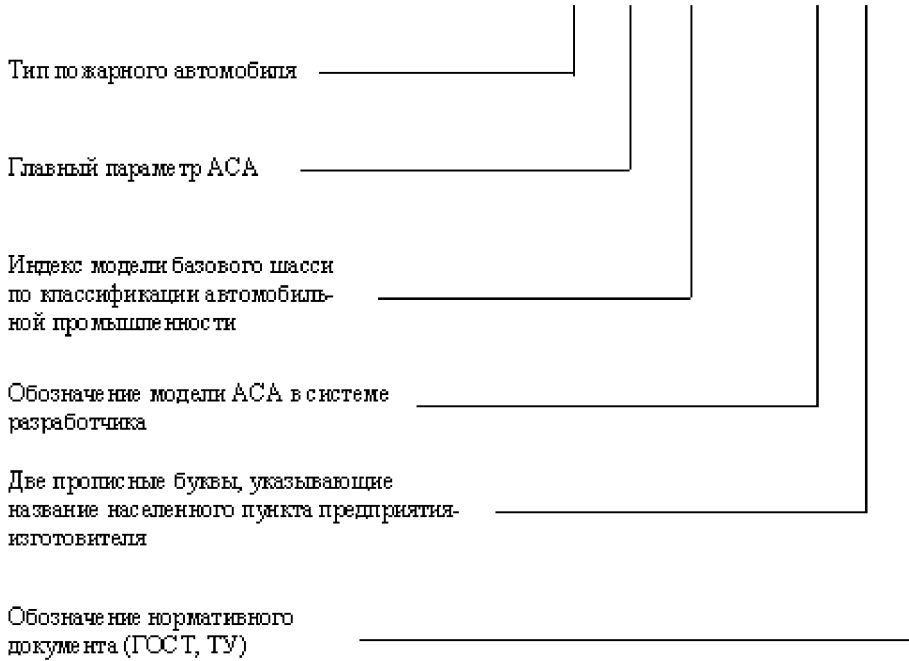 Тип пожарного автомобиля
Главный параметр АСА
Индекс модели базового шасси
по классификации автомобиль-
ной промышленности
Обозначение модели АСА в системе
разработчика
Две прописные буквы, указывающие
название населенного пункта предприятия-
изготовителя
Обозначение нормативного
документа (ГОСТ, ТУ)